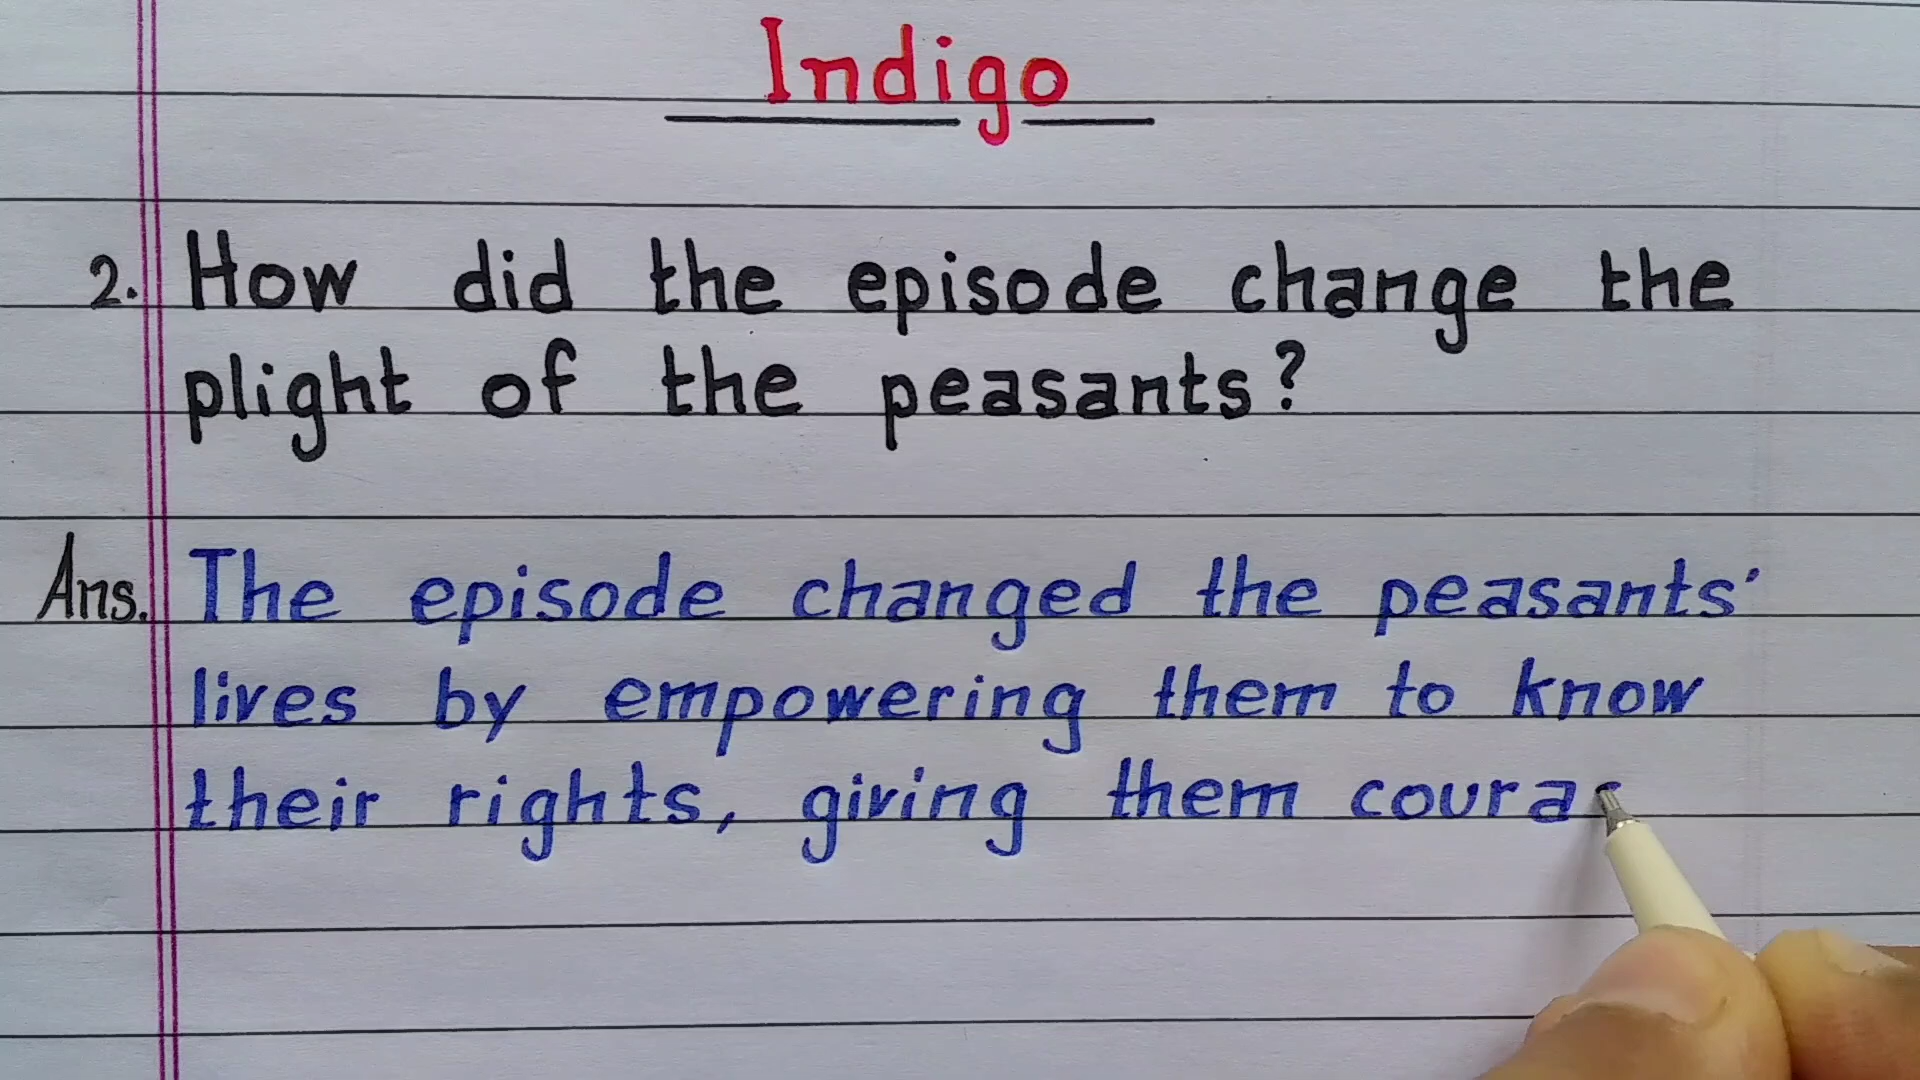 Indigo
2. How did the episode change the
plight of the peasants?
Ans. The episode changed the peasants'
lives by empowering them to know
their rights, giving them